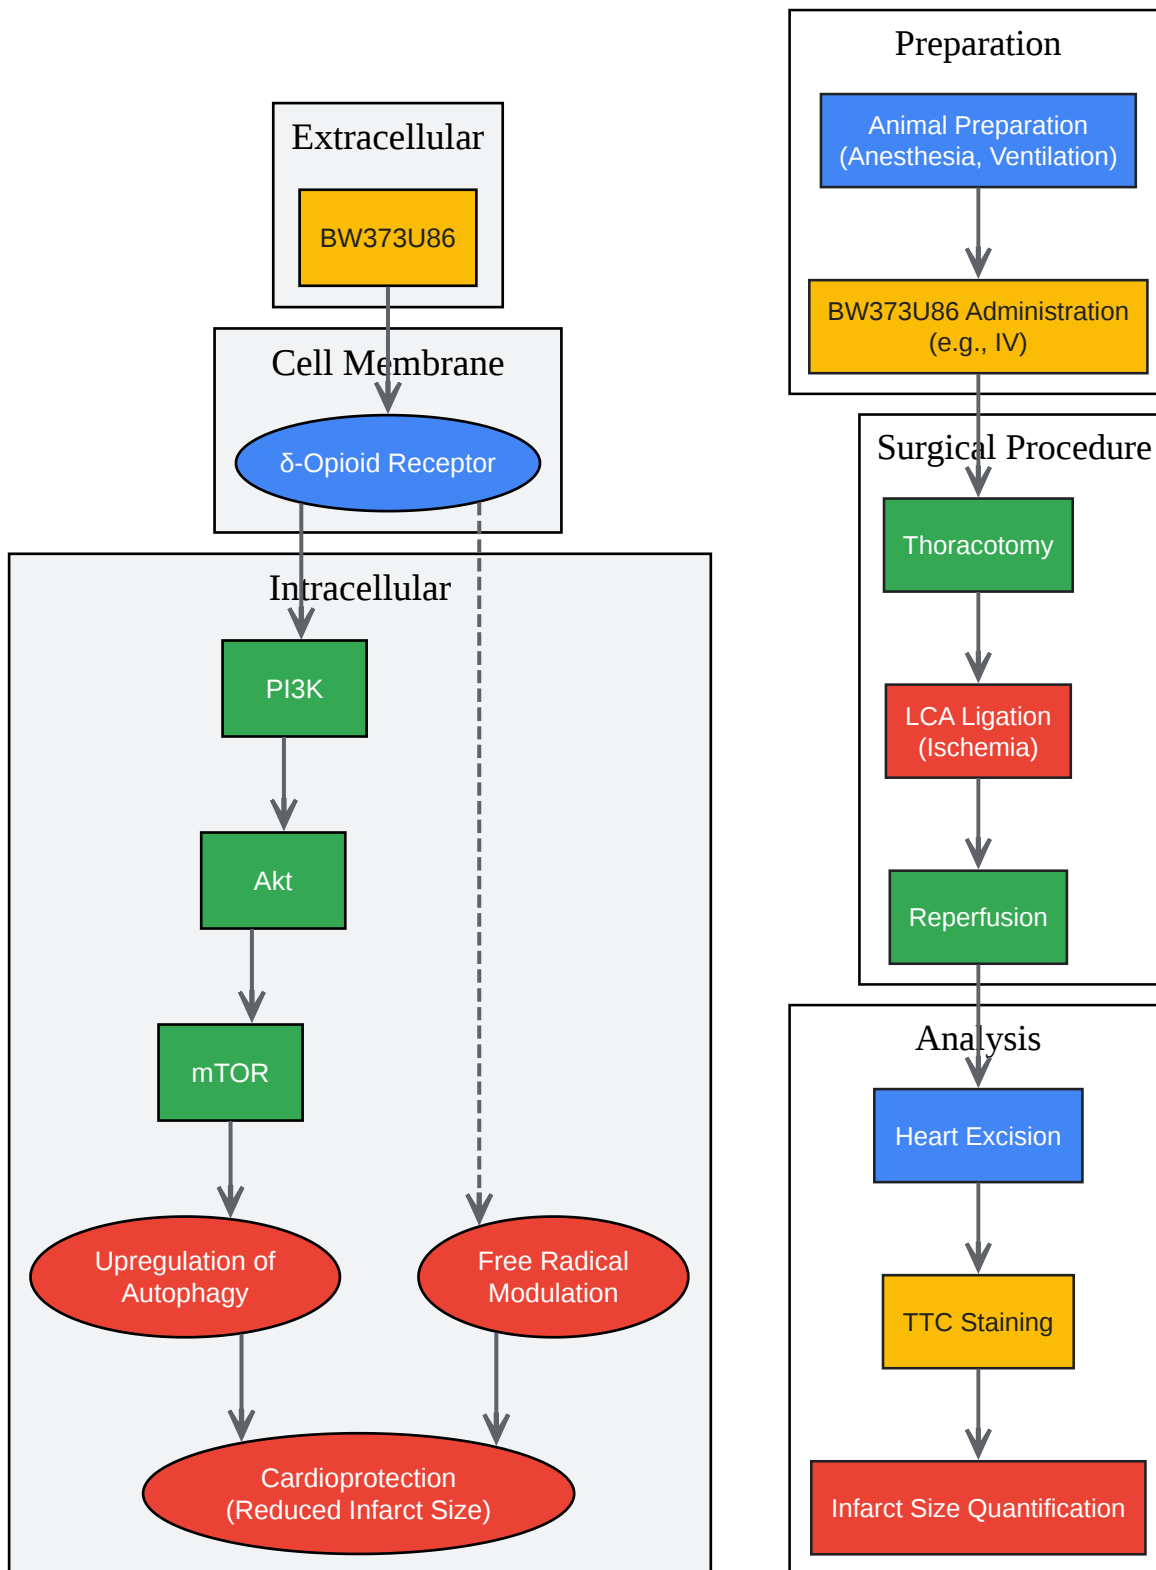 Extracellular
BW373U86
Cell Membrane
δ-Opioid Receptor
Intracellular
PI3K
Akt
mTOR
Upregulation of
Autophagy
Free Radical
Modulation
Cardioprotection
(Reduced Infarct Size)
Preparation
Animal Preparation
(Anesthesia, Ventilation)
BW373U86 Administration
(e.g., IV)
Surgical Procedure
Thoracotomy
LCA Ligation
(Ischemia)
Reperfusion
Analysis
Heart Excision
TTC Staining
Infarct Size Quantification